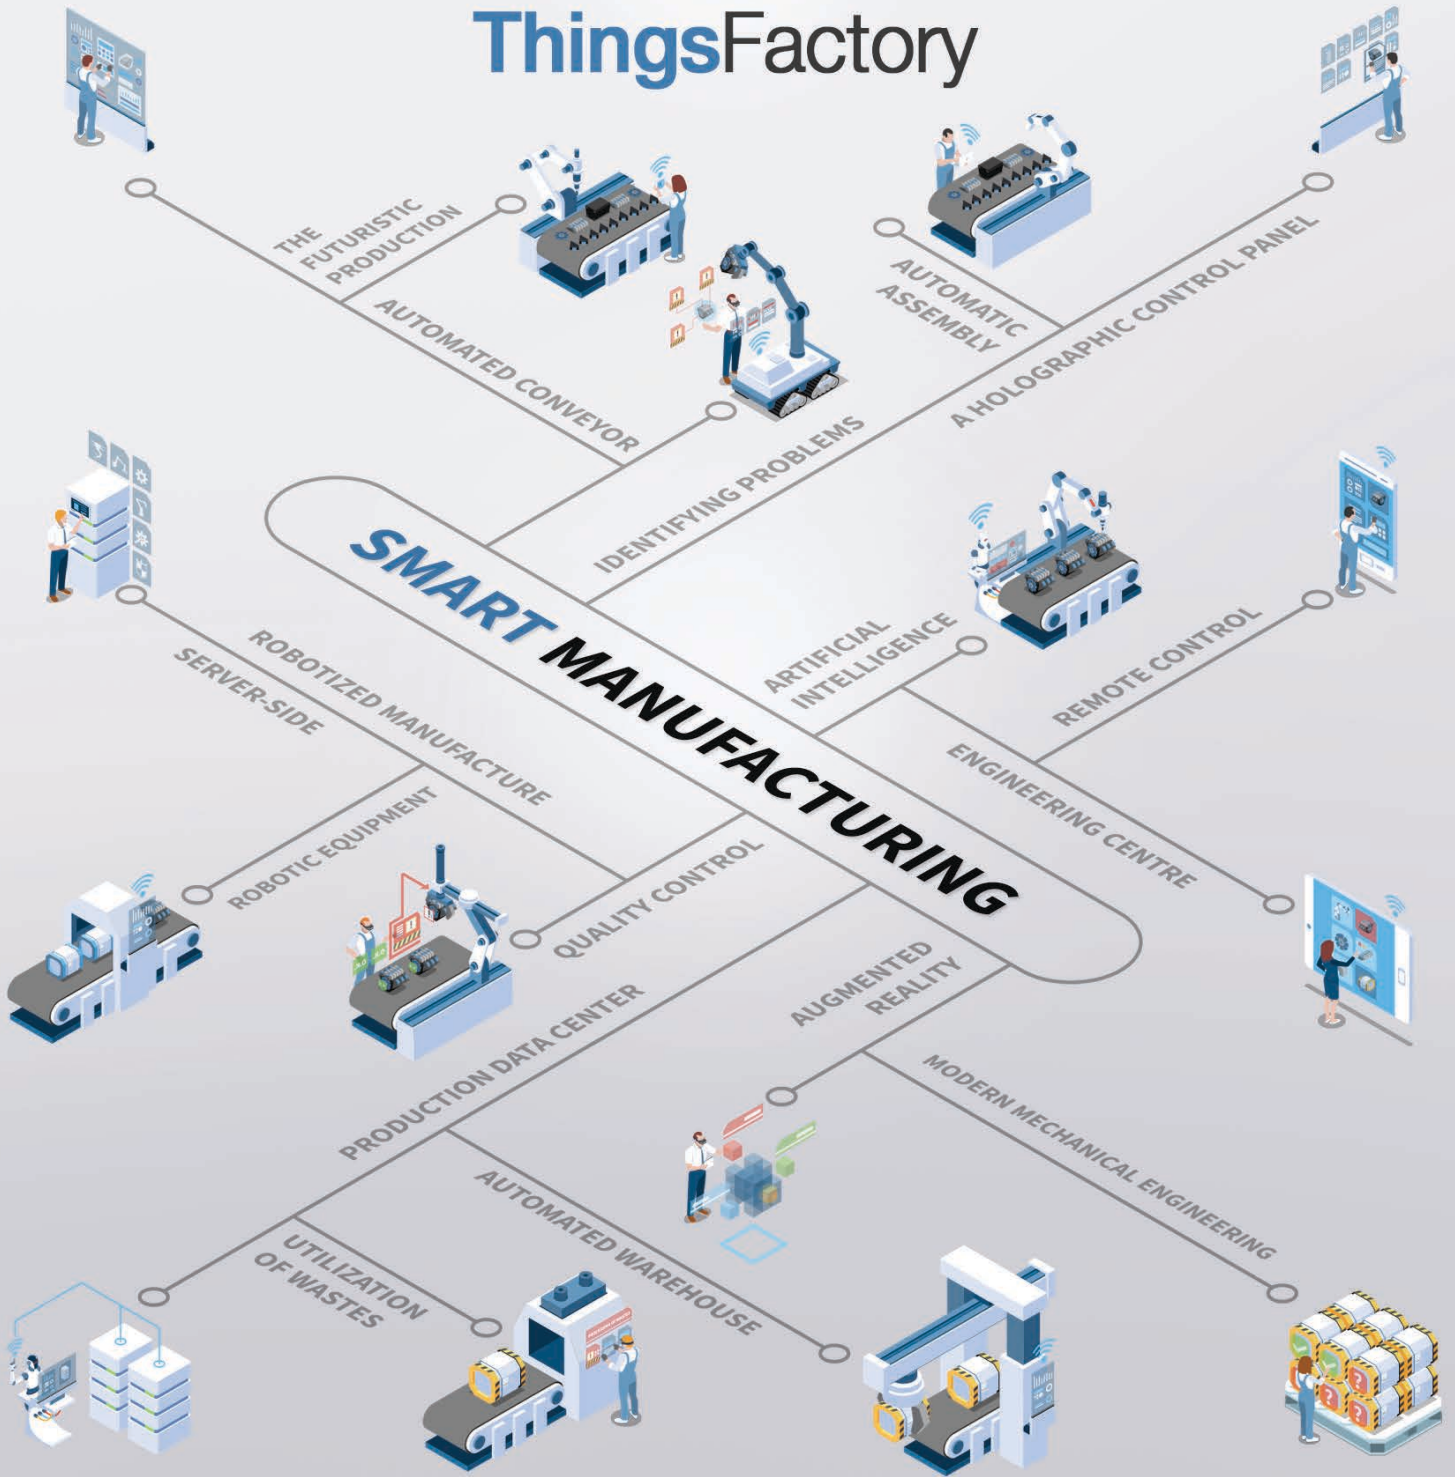 ThingsFactory
THE
FUTURISTIC
PRODUCTION
AUTOMATED CONVEYOR
AUTOMATIC
ASSEMBLY
A HOLOGRAPHIC CONTROL PANEL
IDENTIFYING PROBLEMS
SMART MANUFACTURING
ARTIFICIAL
INTELLIGENCE
REMOTE CONTROL
ENGINEERING CENTRE
ROBOTIZED MANUFACTURE
SERVER-SIDE
ROBOTIC EQUIPMENT
QUALITY CONTROL
AUGMENTED
REALITY
PRODUCTION DATA CENTER
MODERN MECHANICAL ENGINEERING
AUTOMATED WAREHOUSE
UTILIZATION
OF WASTES